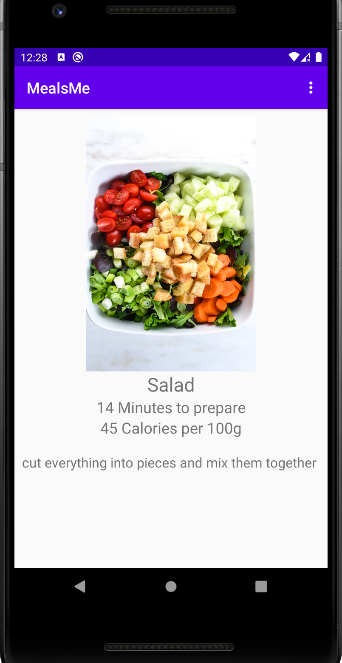 12:28
MealsMe
Salad
14 Minutes to prepare
45 Calories per 100g
cut everything into pieces and mix them together